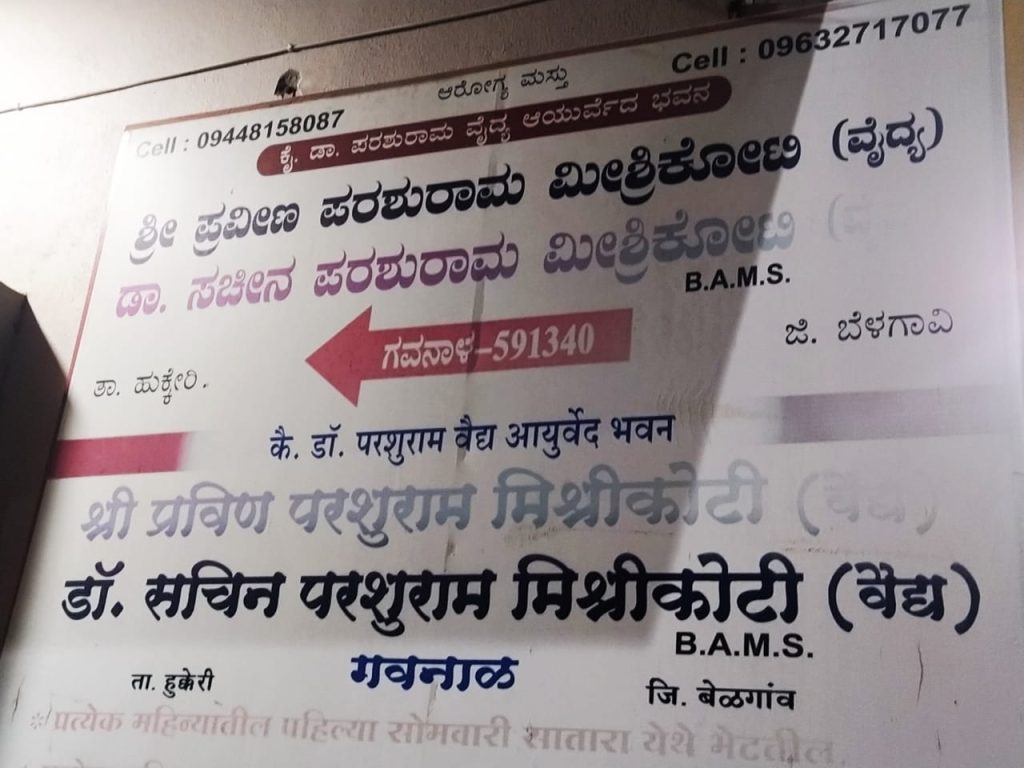 ಆರೋಗ್ಯ ಮಸ್ತು
Cell : 09448158087
Cell : 09632717077
ಕೈ. ಡಾ. ಪರಶುರಾಮ ವೈದ್ಯ ಆಯುರ್ವೆದ ಭವನ
ಶ್ರೀ ಪ್ರವೀಣ ಪರಶುರಾಮ ಮೀಶ್ರಿಕೋಟಿ (ವೈದ್ಯ)
ಡಾ. ಸಚೀನ ಪರಶುರಾಮ ಮೀಶ್ರಿಕೋಟಿ
B.A.M.S.
ಗವನಾಳ-591340
ತಾ. ಹುಕ್ಕೇರಿ.
ಜಿ. ಬೆಳಗಾವಿ
कै. डॉ. परशुराम वैद्य आयुर्वेद भवन
श्री प्रविण परशुराम मिश्रीकोटी (वैद्य)
डॉ. सचिन परशुराम मिश्रीकोटी (वैद्य)
B.A.M.S.
ता. हुक्केरी
गवनाळ
जि. बेळगांव
* प्रत्येक महिन्यातील पहिल्या सोमवारी सातारा येथे भेटतील.